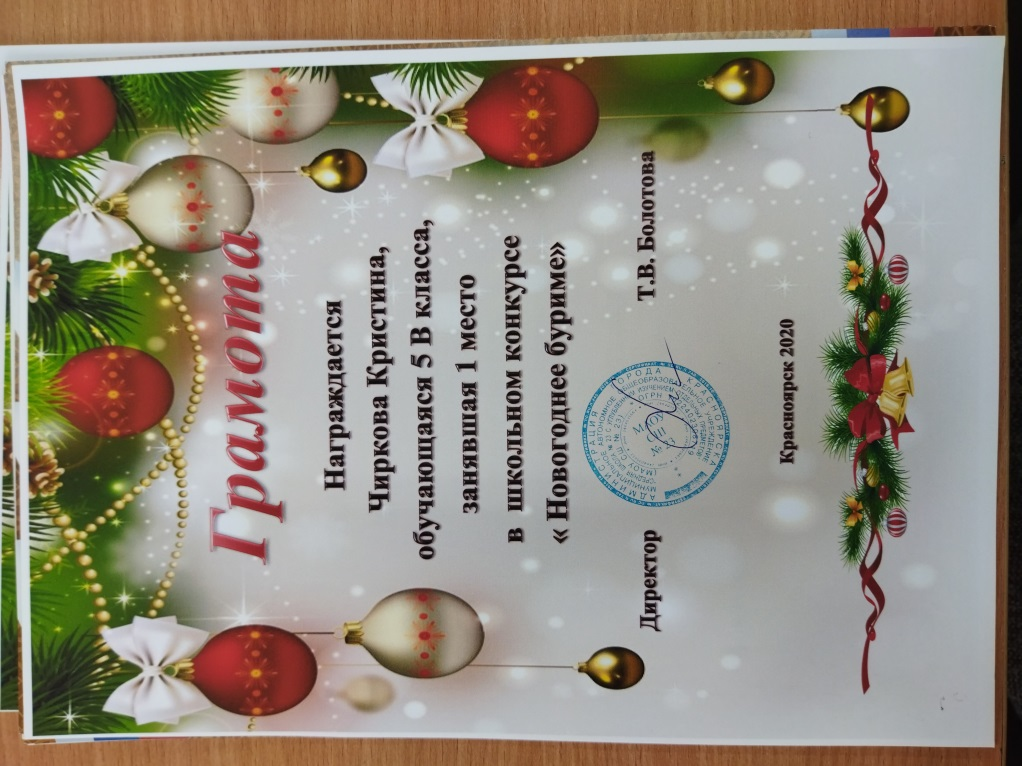 Грамота
Награждается
Чиркова Кристина,
обучающаяся 5 В класса,
занявшая 1 место
в школьном конкурсе
« Новогоднее буриме»
Директор
Т.В. Болотова
Красноярск 2020